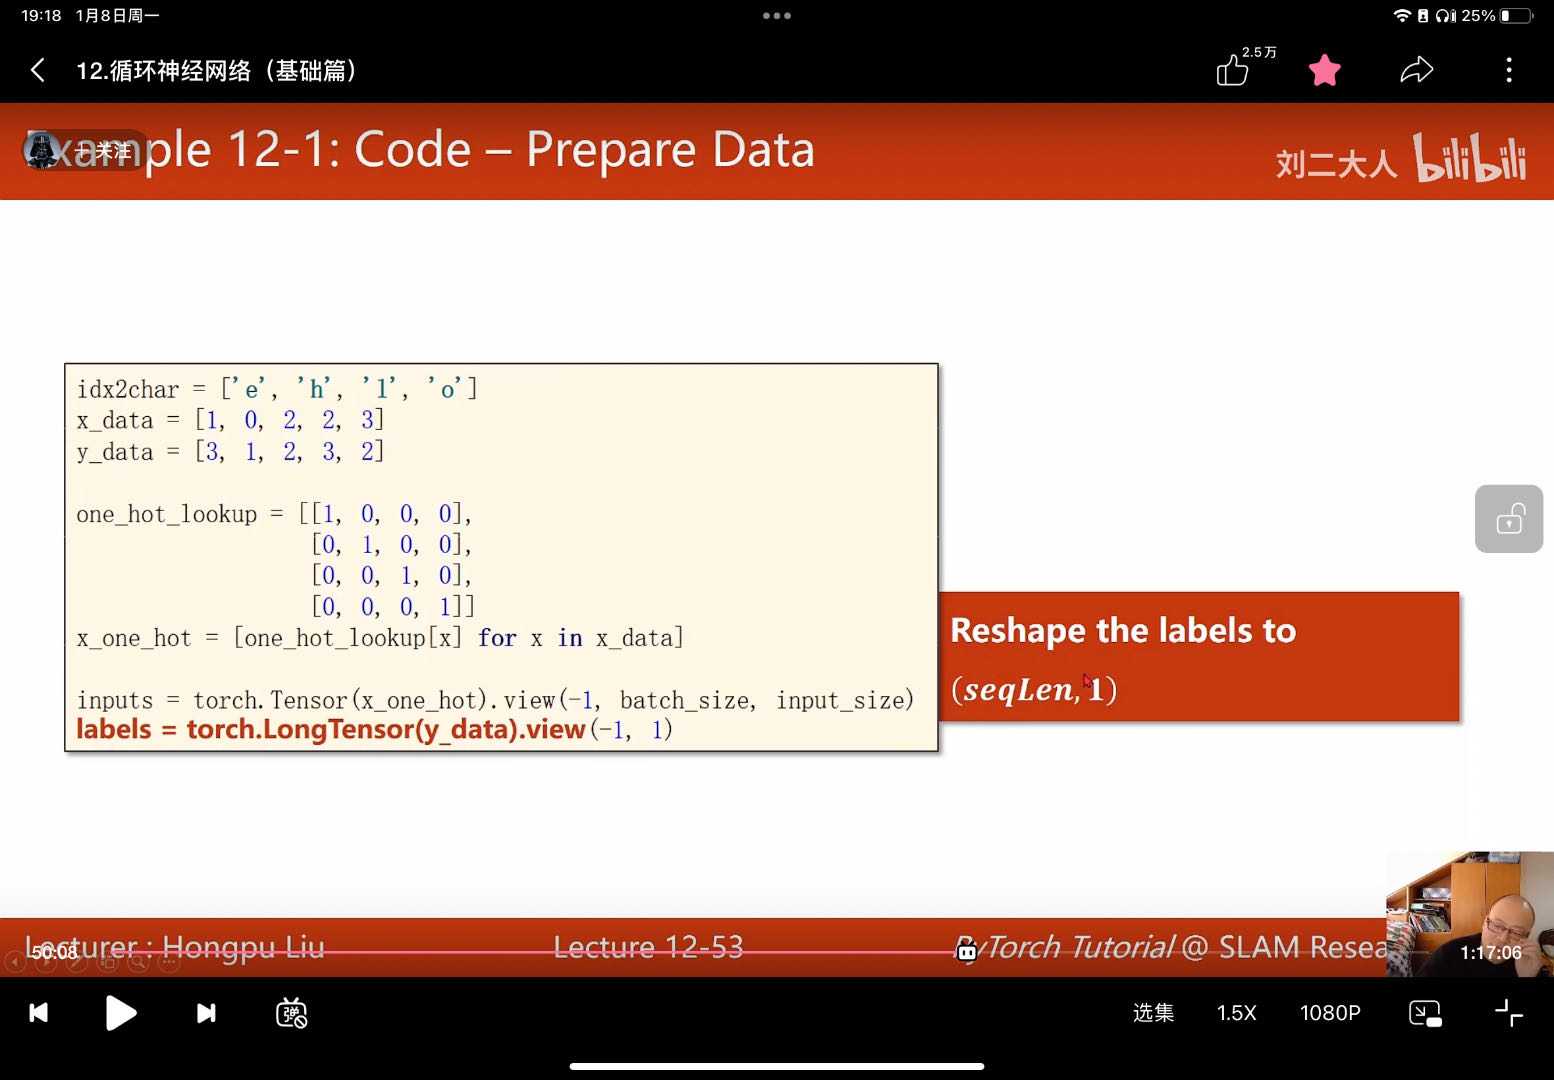 19:18 1月8日周一
25%
12.循环神经网络（基础篇）
2.5万
Example 12-1: Code – Prepare Data
十关注
刘二大人 bilibili
idx2char = ['e', 'h', 'l', 'o']
x_data = [1, 0, 2, 2, 3]
y_data = [3, 1, 2, 3, 2]
one_hot_lookup = [[1, 0, 0, 0],
[0, 1, 0, 0],
[0, 0, 1, 0],
[0, 0, 0, 1]]
x_one_hot = [one_hot_lookup[x] for x in x_data]
inputs = torch.Tensor(x_one_hot).view(-1, batch_size, input_size)
labels = torch.LongTensor(y_data).view(-1, 1)
Reshape the labels to
(seqLen, 1)
Lecturer : Hongpu Liu
Lecture 12-53
PyTorch Tutorial @ SLAM Resea
50:08
1:17:06
弹
选集
1.5X
1080P